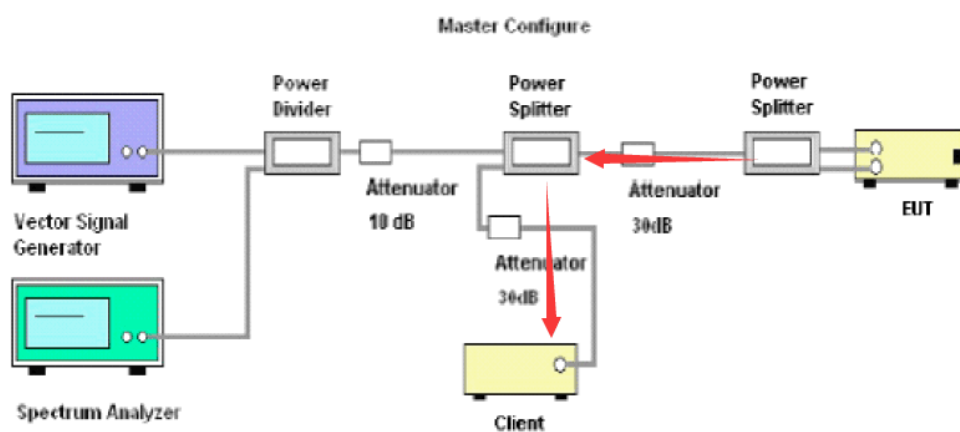 Master Configure
Power
Divider
Power
Splitter
Power
Splitter
Attenuator
10 dB
Attenuator
30dB
EUT
Vector Signal
Generator
Attenuator
30dB
Spectrum Analyzer
Client